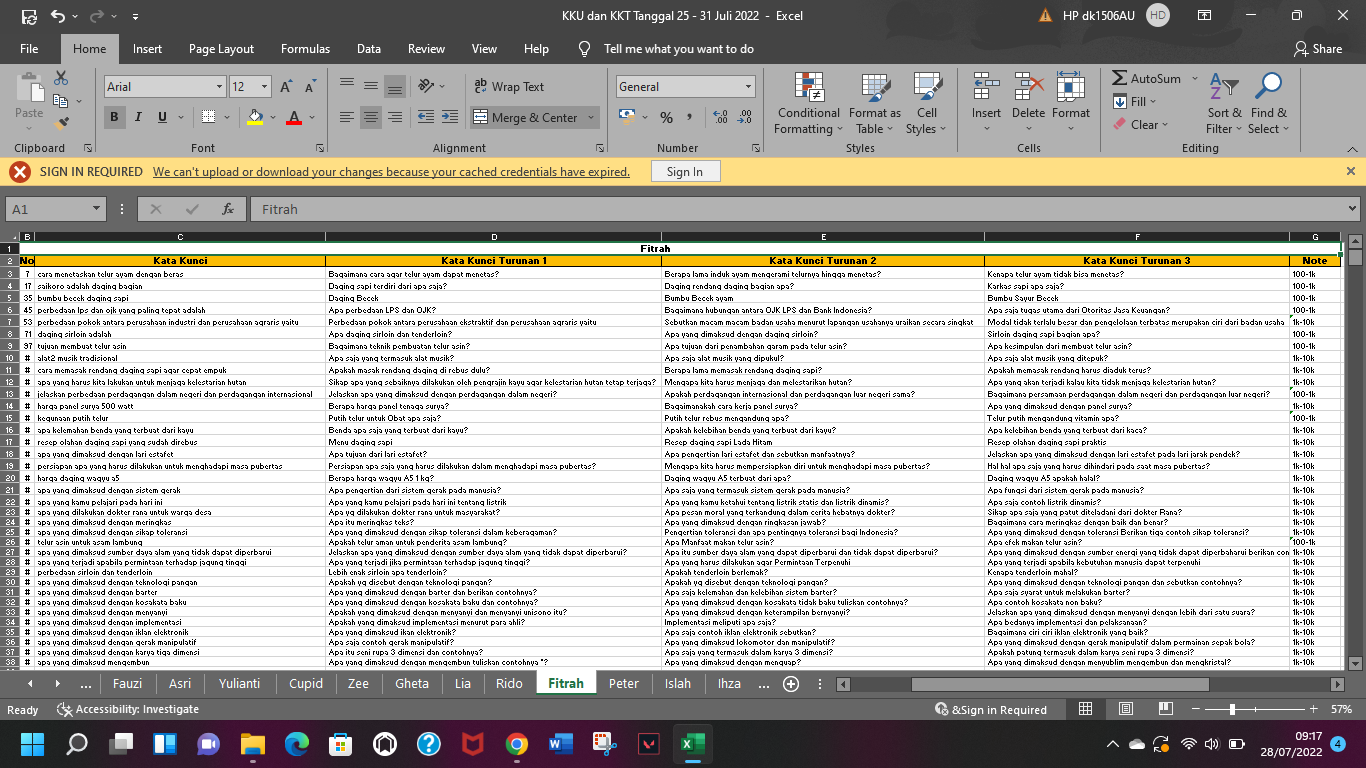 KKU dan KKT Tanggal 25 - 31 Juli 2022 - Excel
HP dk1506AU HD
File Home Insert Page Layout Formulas Data Review View Help Tell me what you want to do Share
Paste Arial 12 Wrap Text General Conditional Formatting Format as Table Cell Styles Insert Delete Format AutoSum Sort & Filter Find & Select
B I U Merge & Center Fill Clear
Clipboard Font Alignment Number Styles Cells Editing
SIGN IN REQUIRED We can't upload or download your changes because your cached credentials have expired. Sign In
A1 fx Fitrah
B C D E F G
1 Fitrah
2 No Kata Kunci Kata Kunci Turunan 1 Kata Kunci Turunan 2 Kata Kunci Turunan 3 Note
3 7 cara menetaskan telur ayam dengan beras Bagaimana cara agar telur ayam dapat menetas? Berapa lama induk ayam mengerami telurnya hingga menetas? Kenapa telur ayam tidak bisa menetas? 100-1k
4 17 saikoro adalah daging bagian Daging sapi terdiri dari apa saja? Daging rendang daging bagian apa? Karkas sapi apa saja? 100-1k
5 35 bumbu becek daging sapi Daging Becek Bumbu Becek ayam Bumbu Sayur Becek 100-1k
6 45 perbedaan lps dan ojk yang paling tepat adalah Apa perbedaan LPS dan OJK? Bagaimana hubungan antara OJK LPS dan Bank Indonesia? Apa saja tugas utama dari Otoritas Jasa Keuangan? 100-1k
7 53 perbedaan pokok antara perusahaan industri dan perusahaan agraris yaitu Perbedaan pokok antara perusahaan ekstraktif dan perusahaan agraris yaitu Sebutkan macam macam badan usaha menurut lapangan usahanya uraikan secara singkat Modal tidak terlalu besar dan pengelolaan terbatas merupakan ciri dari badan usaha 1k-10k
8 71 daging sirloin adalah Apa daging sirloin dan tenderloin? Apa yang dimaksud dengan daging sirloin? Sirloin daging sapi bagian apa? 100-1k
9 97 tujuan membuat telur asin Bagaimana teknik pembuatan telur asin? Apa tujuan dari penambahan garam pada telur asin? Apa kesimpulan dari membuat telur asin? 100-1k
10 # alat2 musik tradisional Apa saja yang termasuk alat musik? Apa saja alat musik yang dipukul? Apa saja alat musik yang ditepuk? 1k-10k
11 # cara memasak rendang daging sapi agar cepat empuk Apakah masak rendang daging di rebus dulu? Berapa lama memasak rendang daging sapi? Apakah memasak rendang harus diaduk terus? 1k-10k
12 # apa yang harus kita lakukan untuk menjaga kelestarian hutan Sikap apa yang sebaiknya dilakukan oleh pengrajin kayu agar kelestarian hutan tetap terjaga? Mengapa kita harus menjaga dan melestarikan hutan? Apa yang akan terjadi kalau kita tidak menjaga kelestarian hutan? 1k-10k
13 # jelaskan perbedaan perdagangan dalam negeri dan perdagangan internasional Jelaskan apa yang dimaksud dengan perdagangan dalam negeri? Apakah perdagangan internasional dan perdagangan luar negeri sama? Bagaimana persamaan perdagangan dalam negeri dan perdagangan luar negeri? 100-1k
14 # harga panel surya 500 watt Berapa harga panel tenaga surya? Bagaimanakah cara kerja panel surya? Apa yang dimaksud dengan panel surya? 1k-10k
15 # kegunaan putih telur Putih telur untuk Obat apa saja? Putih telur rebus mengandung apa? Telur putih mengandung vitamin apa? 100-1k
16 # apa kelemahan benda yang terbuat dari kayu Benda apa saja yang terbuat dari kayu? Apakah kelebihan benda yang terbuat dari kayu? Apa kelebihan benda yang terbuat dari kaca? 1k-10k
17 # resep olahan daging sapi yang sudah direbus Menu daging sapi Resep daging sapi Lada Hitam Resep olahan daging sapi praktis 1k-10k
18 # apa yang dimaksud dengan lari estafet Apa tujuan dari lari estafet? Apa pengertian lari estafet dan sebutkan manfaatnya? Jelaskan apa yang dimaksud dengan lari estafet pada lari jarak pendek? 1k-10k
19 # persiapan apa yang harus dilakukan untuk menghadapi masa pubertas Persiapan apa saja yang harus dilakukan dalam menghadapi masa pubertas? Mengapa kita harus mempersiapkan diri untuk menghadapi masa pubertas? Hal hal apa saja yang harus dihindari pada saat masa pubertas? 1k-10k
20 # harga daging wagyu a5 Berapa harga wagyu A5 1 kg? Daging wagyu A5 terbuat dari apa? Daging wagyu A5 apakah halal? 1k-10k
21 # apa yang dimaksud dengan sistem gerak Apa pengertian dari sistem gerak pada manusia? Apa saja yang termasuk sistem gerak pada manusia? Apa fungsi dari sistem gerak pada manusia? 1k-10k
22 # apa yang kamu pelajari pada hari ini Apa yang kamu pelajari pada hari ini tentang listrik Apa yang kamu ketahui tentang listrik statis dan listrik dinamis? Apa saja contoh listrik dinamis? 1k-10k
23 # apa yang dilakukan dokter rana untuk warga desa Apa yg dilakukan dokter rana untuk masyarakat? Apa pesan moral yang terkandung dalam cerita hebatnya dokter? Sikap apa saja yang patut diteladani dari dokter Rana? 1k-10k
24 # apa yang dimaksud dengan meringkas Apa itu meringkas teks? Apa yang dimaksud dengan ringkasan jawab? Bagaimana cara meringkas dengan baik dan benar? 1k-10k
25 # apa yang dimaksud dengan sikap toleransi Apa yang dimaksud dengan sikap toleransi dalam keberagaman? Pengertian toleransi dan apa pentingnya toleransi bagi Indonesia? Apa yang dimaksud dengan toleransi Berikan tiga contoh sikap toleransi? 1k-10k
26 # telur asin untuk asam lambung Apakah telur aman untuk penderita asam lambung? Apa Manfaat makan telur asin? Apa efek makan telur asin? 100-1k
27 # apa yang dimaksud sumber daya alam yang tidak dapat diperbarui Jelaskan apa yang dimaksud dengan sumber daya alam yang tidak dapat diperbarui? Apa itu sumber daya alam yang dapat diperbarui dan tidak dapat diperbarui? Apa yang dimaksud dengan sumber energi yang tidak dapat diperbaharui berikan con 1k-10k
28 # apa yang terjadi apabila permintaan terhadap jagung tinggi Apa yang terjadi jika permintaan terhadap jagung tinggi? Apa yang harus dilakukan agar Permintaan Terpenuhi Apa yang terjadi apabila kebutuhan manusia dapat terpenuhi 1k-10k
29 # perbedaan sirloin dan tenderloin Lebih enak sirloin apa tenderloin? Apakah tenderloin berlemak? Kenapa tenderloin mahal? 1k-10k
30 # apa yang dimaksud dengan teknologi pangan Apakah yg disebut dengan teknologi pangan? Apakah yg disebut dengan teknologi pangan? Apa yang dimaksud dengan teknologi pangan dan sebutkan contohnya? 1k-10k
31 # apa yang dimaksud dengan barter Apa yang dimaksud dengan barter dan berikan contohnya? Apa saja kelemahan dan kelebihan sistem barter? Apa saja syarat untuk melakukan barter? 1k-10k
32 # apa yang dimaksud dengan kosakata baku Apa yang dimaksud dengan kosakata baku dan contohnya? Apa yang dimaksud dengan kosakata tidak baku tuliskan contohnya? Apa contoh kosakata non baku? 1k-10k
33 # apa yang dimaksud dengan menyanyi Apakah yang dimaksud dengan menyanyi dan menyanyi unisono itu? Apa yang dimaksud dengan keterampilan bernyanyi? Jelaskan apa yang dimaksud dengan menyanyi dengan lebih dari satu suara? 1k-10k
34 # apa yang dimaksud dengan implementasi Apakah yang dimaksud implementasi menurut para ahli? Implementasi meliputi apa saja? Apa bedanya implementasi dan pelaksanaan? 1k-10k
35 # apa yang dimaksud dengan iklan elektronik Apa yang dimaksud ikan elektronik? Apa saja contoh iklan elektronik sebutkan? Bagaimana ciri ciri iklan elektronik yang baik? 1k-10k
36 # apa yang dimaksud dengan gerak manipulatif Apa saja contoh gerak manipulatif? Apa yang dimaksud lokomotor dan manipulatif? Apa yang dimaksud dengan gerak manipulatif dalam permainan sepak bola? 1k-10k
37 # apa yang dimaksud dengan karya tiga dimensi Apa itu seni rupa 3 dimensi dan contohnya? Apa saja yang termasuk dalam karya 3 dimensi? Apakah patung termasuk dalam karya seni rupa 3 dimensi? 1k-10k
38 # apa yang dimaksud mengembun Apa yang dimaksud dengan mengembun tuliskan contohnya "? Apa yang dimaksud dengan menguap? Apa yang dimaksud dengan menyublim mengembun dan mengkristal? 1k-10k
... Fauzi Asri Yulianti Cupid Zee Gheta Lia Rido Fitrah Peter Islah Ihza ...
Ready Accessibility: Investigate &Sign in Required 57%
09:17
28/07/2022 4